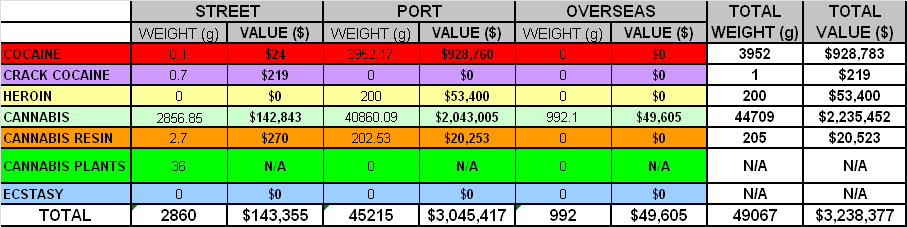 STREET PORT OVERSEAS TOTAL TOTAL
WEIGHT (g) VALUE ($) WEIGHT (g) VALUE ($) WEIGHT (g) VALUE ($) WEIGHT (g) VALUE ($)
COCAINE 0.1 $24 3952.17 $928,760 0 $0 3952 $928,783
CRACK COCAINE 0.7 $219 0 $0 0 $0 1 $219
HEROIN 0 $0 200 $53,400 0 $0 200 $53,400
CANNABIS 2856.85 $142,843 40860.09 $2,043,005 992.1 $49,605 44709 $2,235,452
CANNABIS RESIN 2.7 $270 202.53 $20,253 0 $0 205 $20,523
CANNABIS PLANTS 36 N/A 0 N/A 0 N/A N/A N/A
ECSTASY 0 $0 0 $0 0 $0 N/A N/A
TOTAL 2860 $143,355 45215 $3,045,417 992 $49,605 49067 $3,238,377